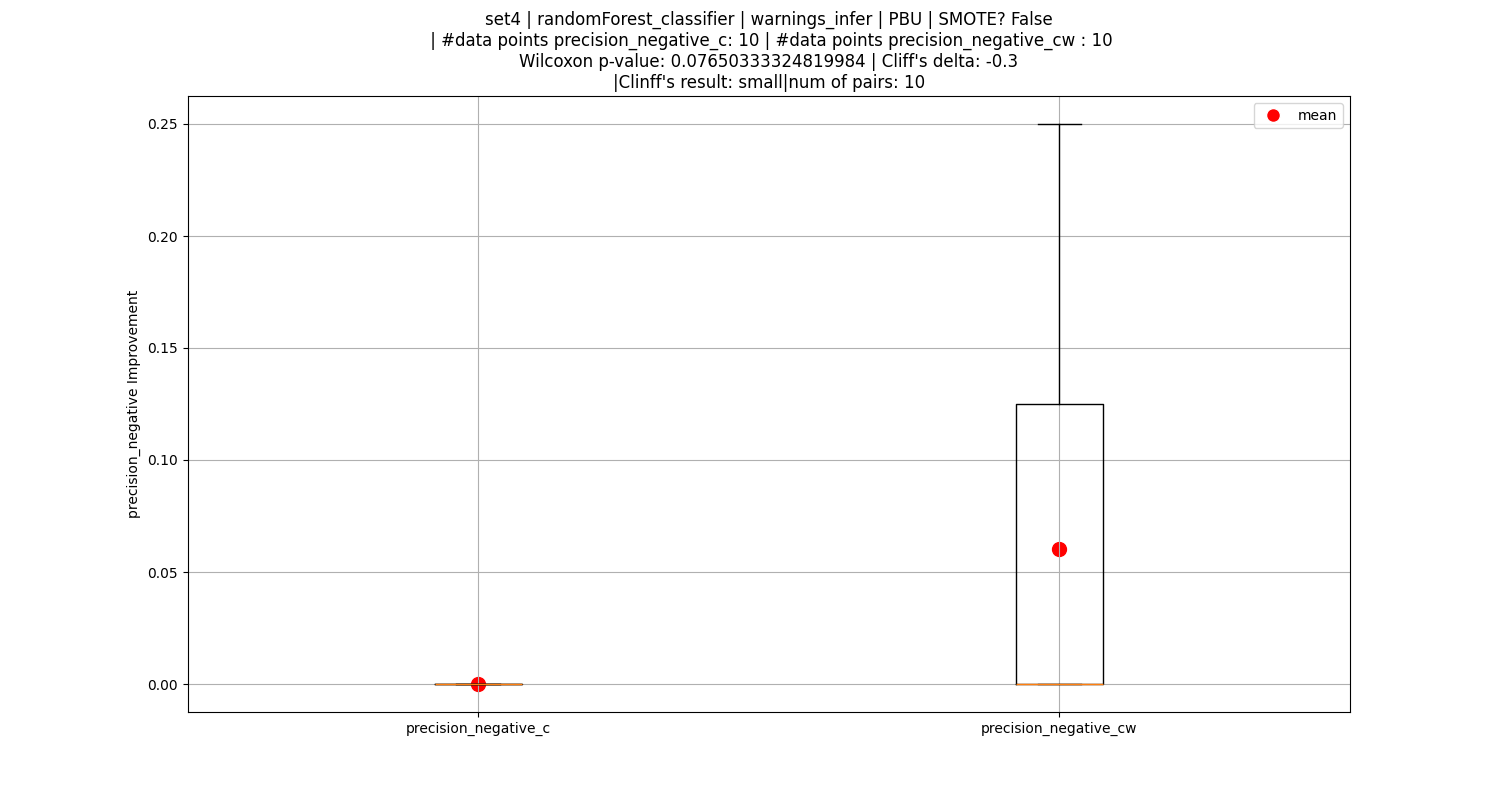 set4 | randomForest_classifier | warnings_infer | PBU | SMOTE? False
| #data points precision_negative_c: 10 | #data points precision_negative_cw : 10
Wilcoxon p-value: 0.07650333324819984 | Cliff's delta: -0.3
|Clinff's result: small|num of pairs: 10
mean
precision_negative Improvement
0.25
0.20
0.15
0.10
0.05
0.00
precision_negative_c
precision_negative_cw